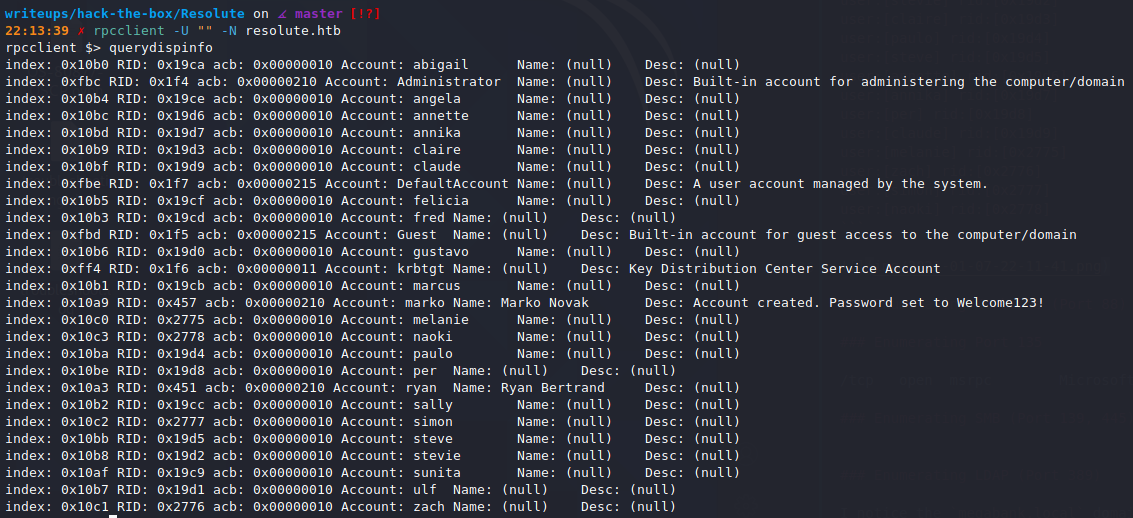 writeups/hack-the-box/Resolute on ∡ master [!?]
22:13:39 ✗ rpcclient -U "" -N resolute.htb
rpcclient $> querydispinfo
index: 0x10b0 RID: 0x19ca acb: 0x00000010 Account: abigail Name: (null) Desc: (null)
index: 0xfbc RID: 0x1f4 acb: 0x00000210 Account: Administrator Name: (null) Desc: Built-in account for administering the computer/domain
index: 0x10b4 RID: 0x19ce acb: 0x00000010 Account: angela Name: (null) Desc: (null)
index: 0x10bc RID: 0x19d6 acb: 0x00000010 Account: annette Name: (null) Desc: (null)
index: 0x10bd RID: 0x19d7 acb: 0x00000010 Account: annika Name: (null) Desc: (null)
index: 0x10b9 RID: 0x19d3 acb: 0x00000010 Account: claire Name: (null) Desc: (null)
index: 0x10bf RID: 0x19d9 acb: 0x00000010 Account: claude Name: (null) Desc: (null)
index: 0xfbe RID: 0x1f7 acb: 0x00000215 Account: DefaultAccount Name: (null) Desc: A user account managed by the system.
index: 0x10b5 RID: 0x19cf acb: 0x00000010 Account: felicia Name: (null) Desc: (null)
index: 0x10b3 RID: 0x19cd acb: 0x00000010 Account: fred Name: (null) Desc: (null)
index: 0xfbd RID: 0x1f5 acb: 0x00000215 Account: Guest Name: (null) Desc: Built-in account for guest access to the computer/domain
index: 0x10b6 RID: 0x19d0 acb: 0x00000010 Account: gustavo Name: (null) Desc: (null)
index: 0xff4 RID: 0x1f6 acb: 0x00000011 Account: krbtgt Name: (null) Desc: Key Distribution Center Service Account
index: 0x10b1 RID: 0x19cb acb: 0x00000010 Account: marcus Name: (null) Desc: (null)
index: 0x10a9 RID: 0x457 acb: 0x00000210 Account: marko Name: Marko Novak Desc: Account created. Password set to Welcome123!
index: 0x10c0 RID: 0x2775 acb: 0x00000010 Account: melanie Name: (null) Desc: (null)
index: 0x10c3 RID: 0x2778 acb: 0x00000010 Account: naoki Name: (null) Desc: (null)
index: 0x10ba RID: 0x19d4 acb: 0x00000010 Account: paulo Name: (null) Desc: (null)
index: 0x10be RID: 0x19d8 acb: 0x00000010 Account: per Name: (null) Desc: (null)
index: 0x10a3 RID: 0x451 acb: 0x00000210 Account: ryan Name: Ryan Bertrand Desc: (null)
index: 0x10b2 RID: 0x19cc acb: 0x00000010 Account: sally Name: (null) Desc: (null)
index: 0x10c2 RID: 0x2777 acb: 0x00000010 Account: simon Name: (null) Desc: (null)
index: 0x10bb RID: 0x19d5 acb: 0x00000010 Account: steve Name: (null) Desc: (null)
index: 0x10b8 RID: 0x19d2 acb: 0x00000010 Account: stevie Name: (null) Desc: (null)
index: 0x10af RID: 0x19c9 acb: 0x00000010 Account: sunita Name: (null) Desc: (null)
index: 0x10b7 RID: 0x19d1 acb: 0x00000010 Account: ulf Name: (null) Desc: (null)
index: 0x10c1 RID: 0x2776 acb: 0x00000010 Account: zach Name: (null) Desc: (null)